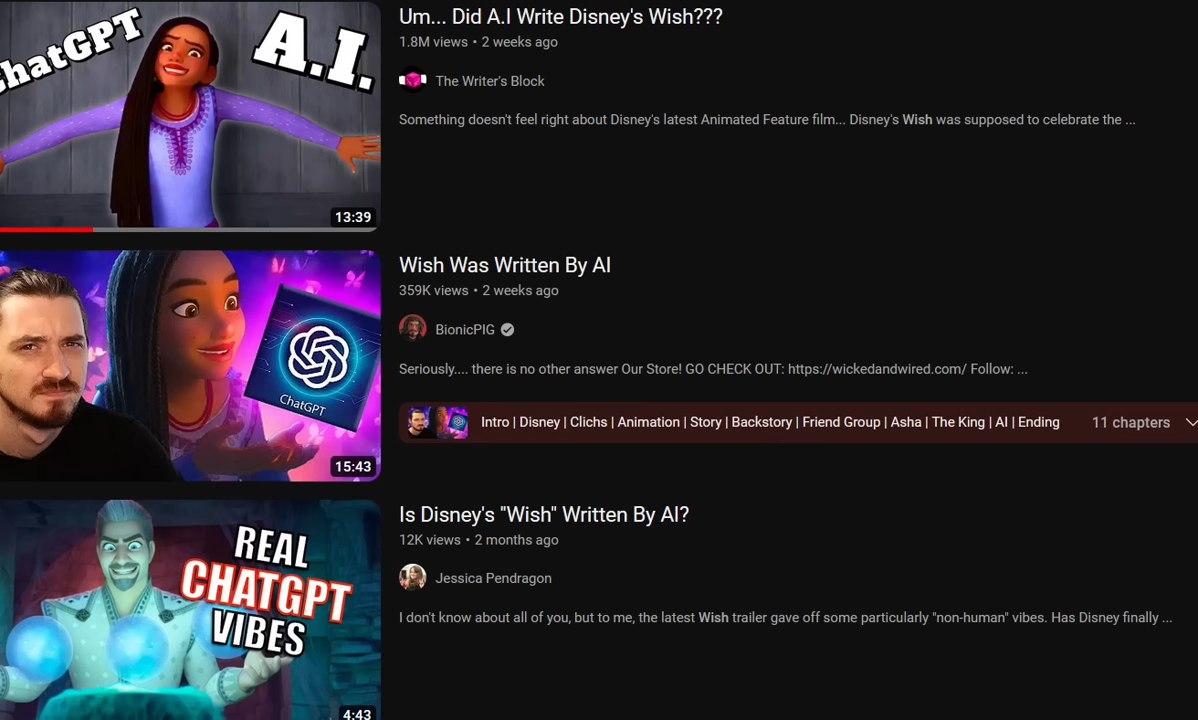 ChatGPT
A.I.
13:39
Um... Did A.I Write Disney's Wish???
1.8M views • 2 weeks ago
The Writer's Block
Something doesn't feel right about Disney's latest Animated Feature film... Disney's Wish was supposed to celebrate the ...
ChatGPT
15:43
Wish Was Written By AI
359K views • 2 weeks ago
BionicPIG
Seriously.... there is no other answer Our Store! GO CHECK OUT: https://wickedandwired.com/ Follow: ...
Intro | Disney | Clichs | Animation | Story | Backstory | Friend Group | Asha | The King | AI | Ending
11 chapters
REAL
CHATGPT
VIBES
4:43
Is Disney's "Wish" Written By AI?
12K views • 2 months ago
Jessica Pendragon
I don't know about all of you, but to me, the latest Wish trailer gave off some particularly "non-human" vibes. Has Disney finally ...